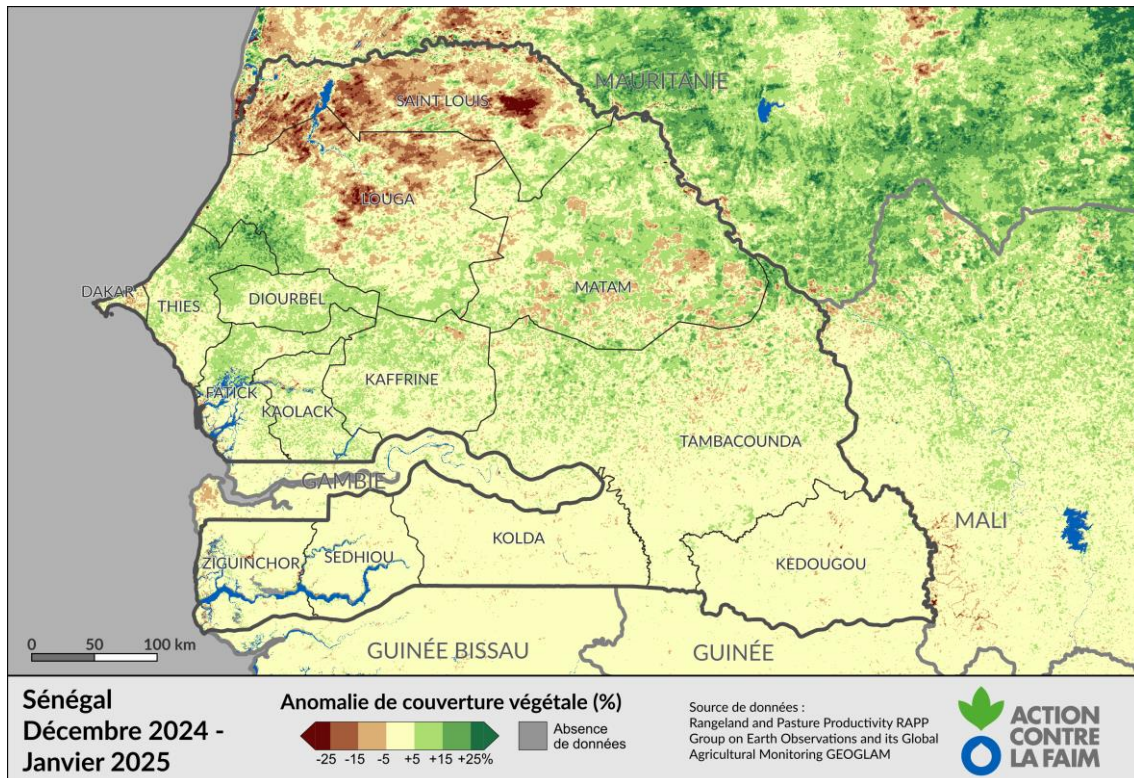 MAURITANIE
SAINT LOUIS
LOUGA
DAKAR
THIES
DIOURBEL
MATAM
FATICK
KAOLACK
KAFFRINE
TAMBACOUNDA
GAMBIE
MALI
ZIGUINCHOR
SEDHIOU
KOLDA
KEDOUGOU
GUINÉE BISSAU
GUINÉE
0 50 100 km
Sénégal
Décembre 2024 -
Janvier 2025
Anomalie de couverture végétale (%)
-25 -15 -5 +5 +15 +25%
Absence
de données
Source de données :
Rangeland and Pasture Productivity RAPP
Group on Earth Observations and its Global
Agricultural Monitoring GEOGLAM
ACTION
CONTRE
LA FAIM